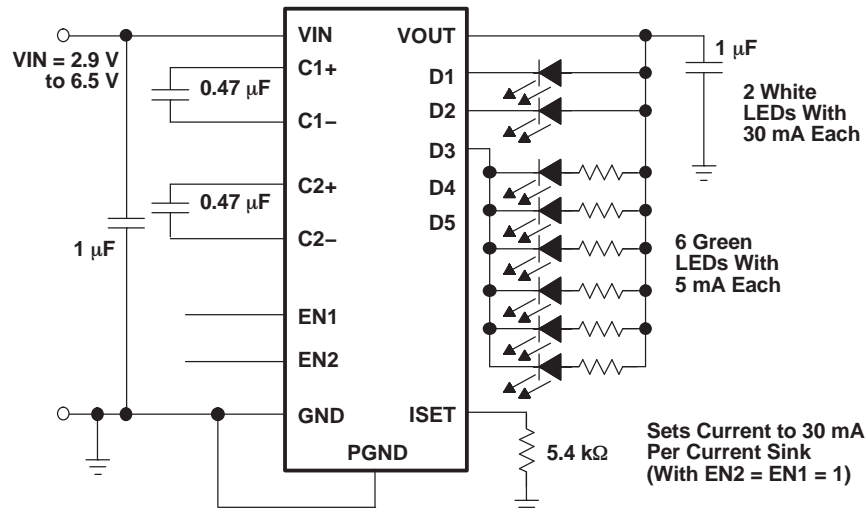 VIN
VOUT
VIN = 2.9 V
to 6.5 V
C1+
0.47 μF
C1−
D1
D2
D3
1 μF
2 White
LEDs With
30 mA Each
C2+
0.47 μF
C2−
D4
D5
1 μF
6 Green
LEDs With
5 mA Each
EN1
EN2
GND
ISET
PGND
5.4 kΩ
Sets Current to 30 mA
Per Current Sink
(With EN2 = EN1 = 1)